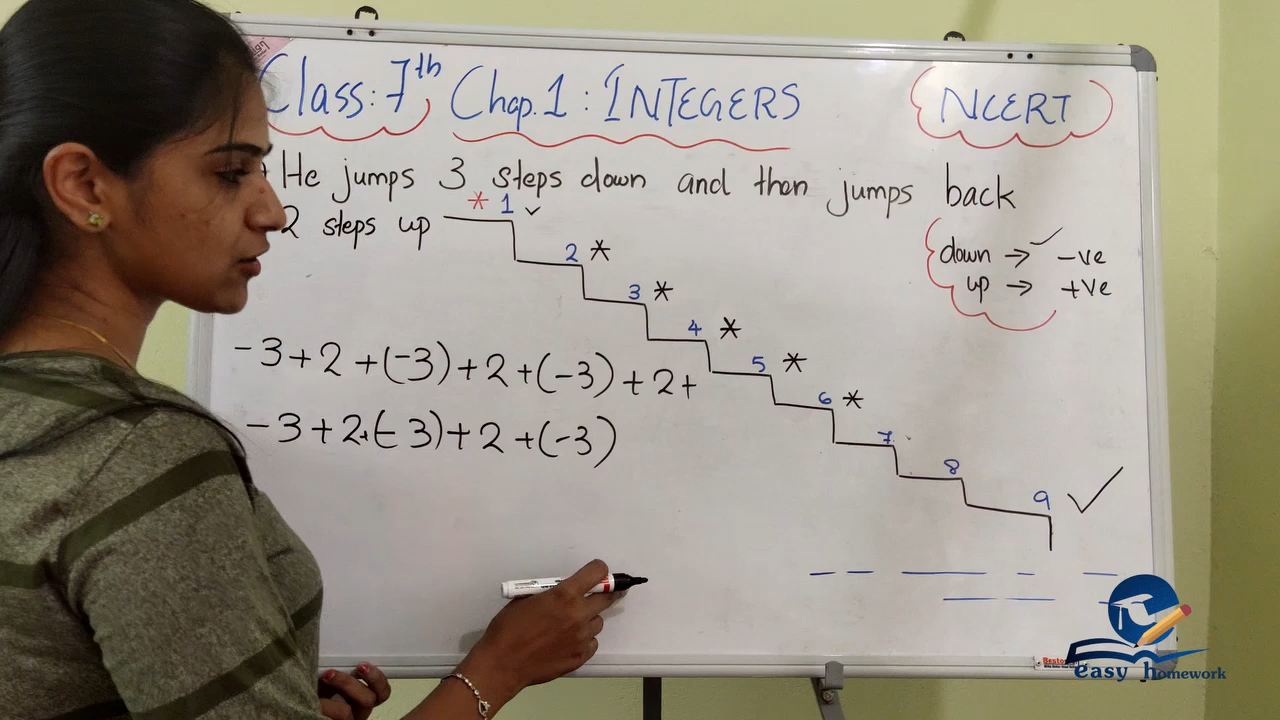 Class: 7th Chap. 1 : INTEGERS
NCERT
He jumps 3 steps down and then jumps back
2 steps up
* 1 ✓
2 *
3 *
4 *
5 *
6 *
7
8
9 ✓
down → ✓ -ve
up → +ve
-3+2+(-3)+2+(-3)+2+
-3+2+(-3)+2+(-3)
easy homework